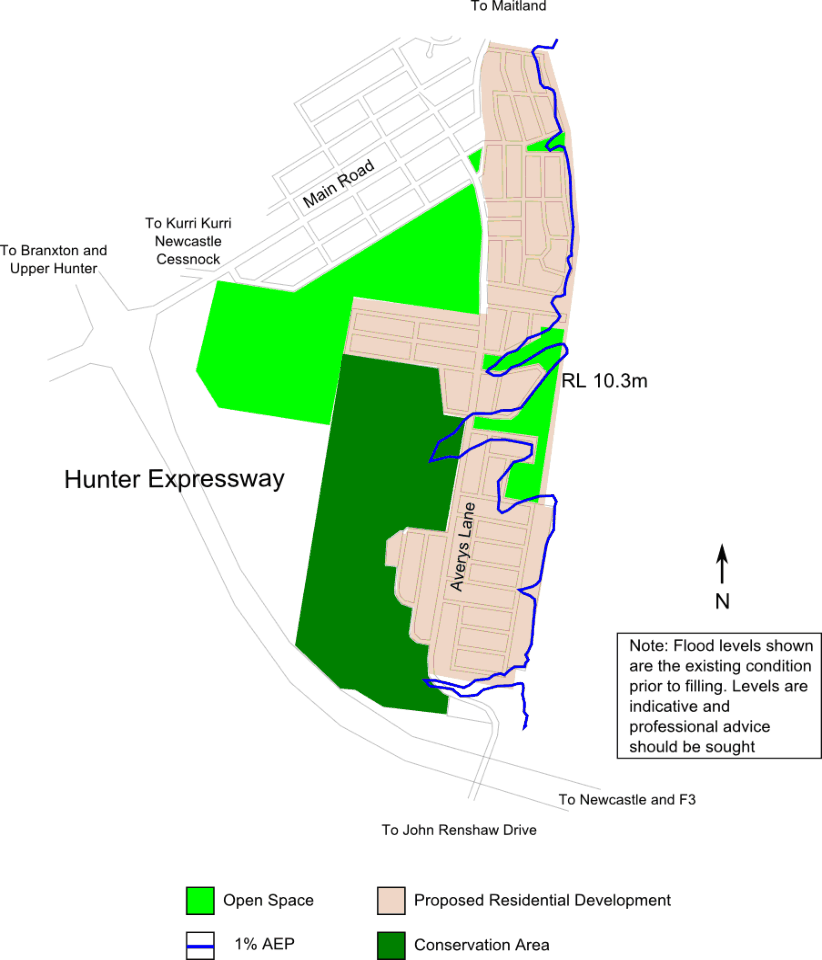 To Maitland
Main Road
To Kurri Kurri
Newcastle
Cessnock
To Branxton and
Upper Hunter
RL 10.3m
Hunter Expressway
Averys Lane
N
Note: Flood levels shown
are the existing condition
prior to filling. Levels are
indicative and
professional advice
should be sought
To Newcastle and F3
To John Renshaw Drive
Open Space
Proposed Residential Development
1% AEP
Conservation Area